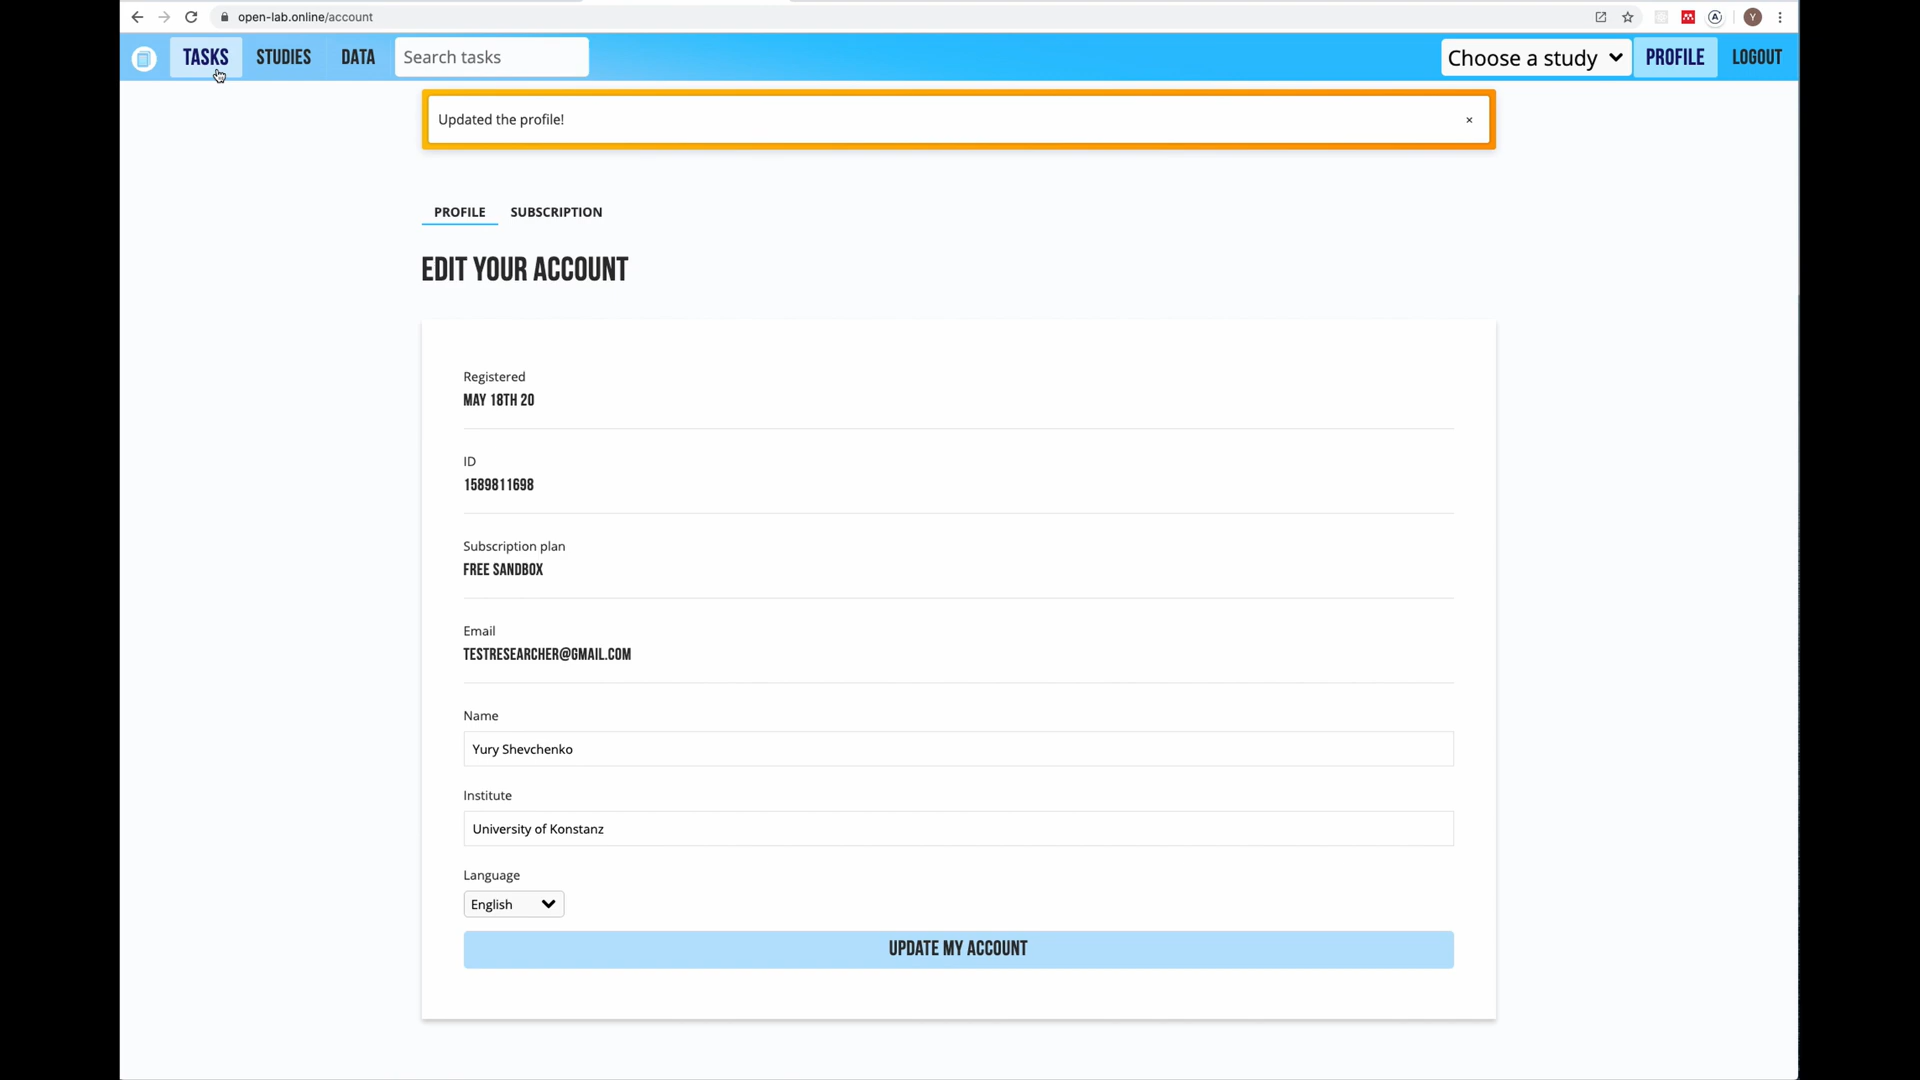 open-lab.online/account
A
Y
TASKS STUDIES DATA Search tasks Choose a study PROFILE LOGOUT
Updated the profile! ×
PROFILE SUBSCRIPTION
EDIT YOUR ACCOUNT
Registered
MAY 18TH 20
ID
1589811698
Subscription plan
FREE SANDBOX
Email
TESTRESEARCHER@GMAIL.COM
Name
Yury Shevchenko
Institute
University of Konstanz
Language
English
UPDATE MY ACCOUNT